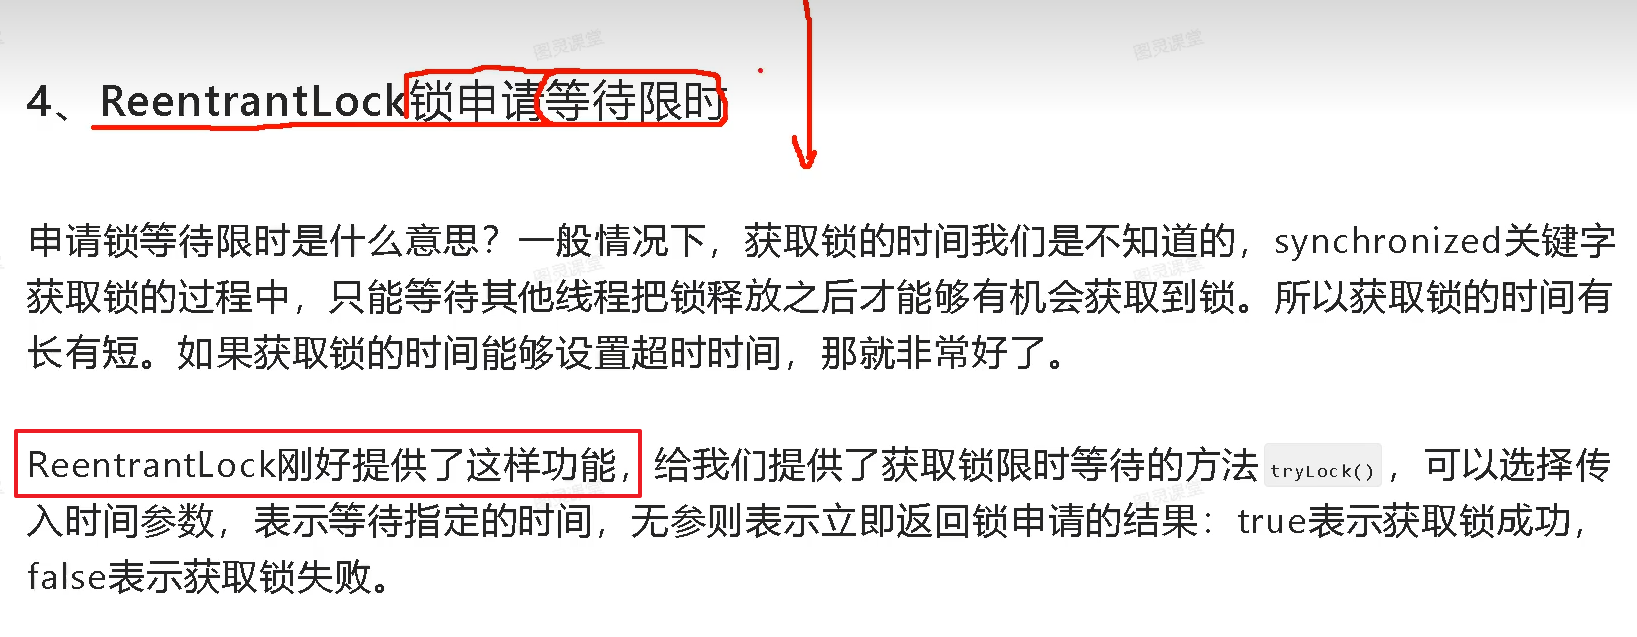 图灵课堂 图灵课堂
4、ReentrantLock锁申请等待限时
申请锁等待限时是什么意思？一般情况下，获取锁的时间我们是不知道的，synchronized关键字
获取锁的过程中，只能等待其他线程把锁释放之后才能够有机会获取到锁。所以获取锁的时间有
长有短。如果获取锁的时间能够设置超时时间，那就非常好了。
ReentrantLock刚好提供了这样功能，给我们提供了获取锁限时等待的方法 tryLock() ，可以选择传
入时间参数，表示等待指定的时间，无参则表示立即返回锁申请的结果：true表示获取锁成功，
false表示获取锁失败。